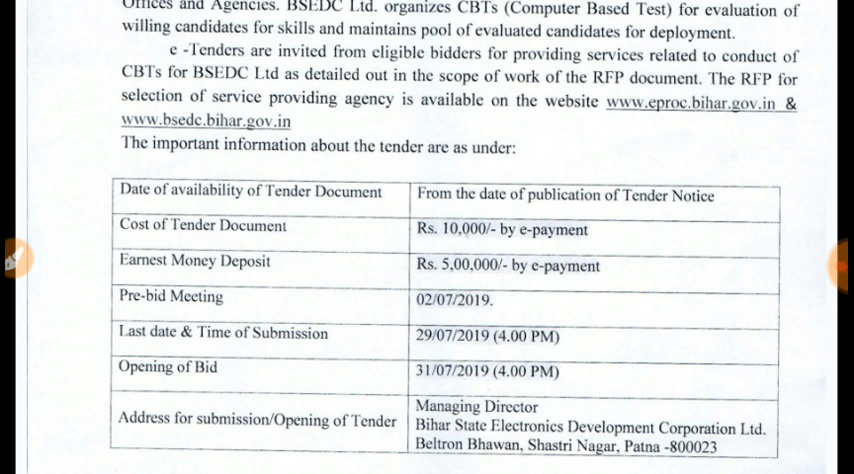 Offices and Agencies. BSEDC Ltd. organizes CBTs (Computer Based Test) for evaluation of
willing candidates for skills and maintains pool of evaluated candidates for deployment.
e -Tenders are invited from eligible bidders for providing services related to conduct of
CBTs for BSEDC Ltd as detailed out in the scope of work of the RFP document. The RFP for
selection of service providing agency is available on the website www.eproc.bihar.gov.in &
www.bsedc.bihar.gov.in
The important information about the tender are as under:
Date of availability of Tender Document From the date of publication of Tender Notice
Cost of Tender Document Rs. 10,000/- by e-payment
Earnest Money Deposit Rs. 5,00,000/- by e-payment
Pre-bid Meeting 02/07/2019.
Last date & Time of Submission 29/07/2019 (4.00 PM)
Opening of Bid 31/07/2019 (4.00 PM)
Address for submission/Opening of Tender Managing Director
Bihar State Electronics Development Corporation Ltd.
Beltron Bhawan, Shastri Nagar, Patna -800023